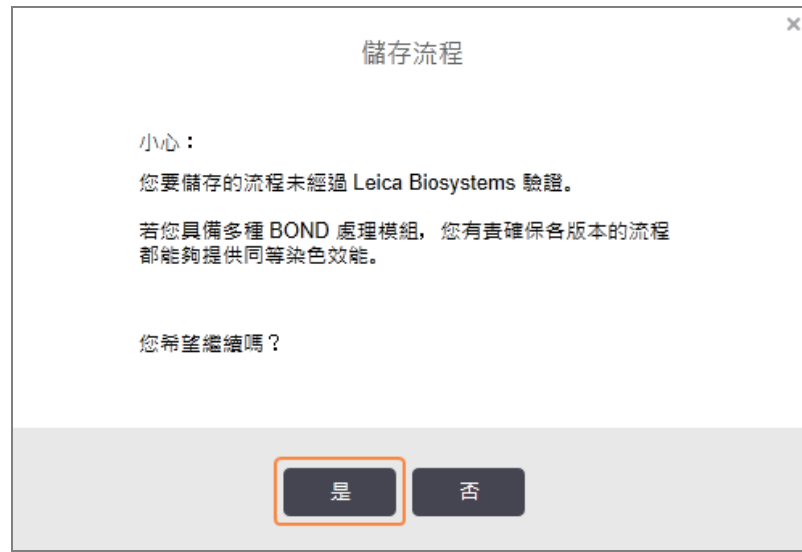 儲存流程
小心：
您要儲存的流程未經過 Leica Biosystems 驗證。
若您具備多種 BOND 處理模組，您有責確保各版本的流程
都能夠提供同等染色效能。
您希望繼續嗎？
是
否